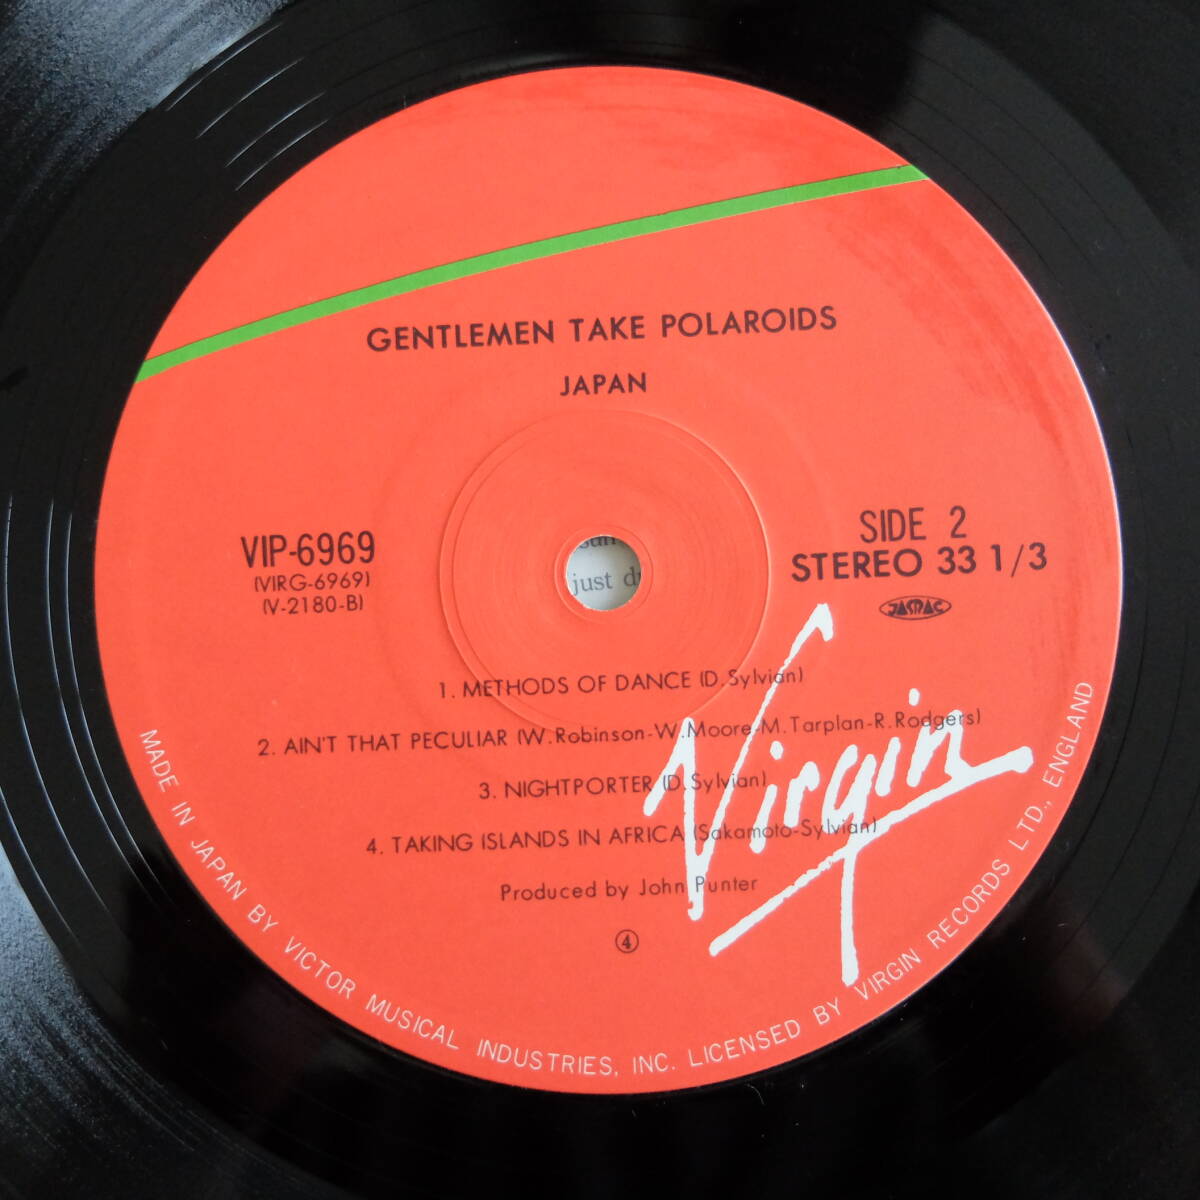 GENTLEMEN TAKE POLAROIDS
JAPAN
VIP-6969
(VIRG-6969)
(V-2180-B)
SIDE 2
STEREO 33 1/3
JASRAC
just
1. METHODS OF DANCE (D. Sylvian)
2. AIN'T THAT PECULIAR (W. Robinson-W. Moore-M. Tarplan-R. Rodgers)
3. NIGHTPORTER (D. Sylvian)
4. TAKING ISLANDS IN AFRICA (Sakamoto-Sylvian)
Produced by John Punter
④
Virgin
MADE IN JAPAN BY VICTOR MUSICAL INDUSTRIES, INC. LICENSED BY VIRGIN RECORDS LTD., ENGLAND